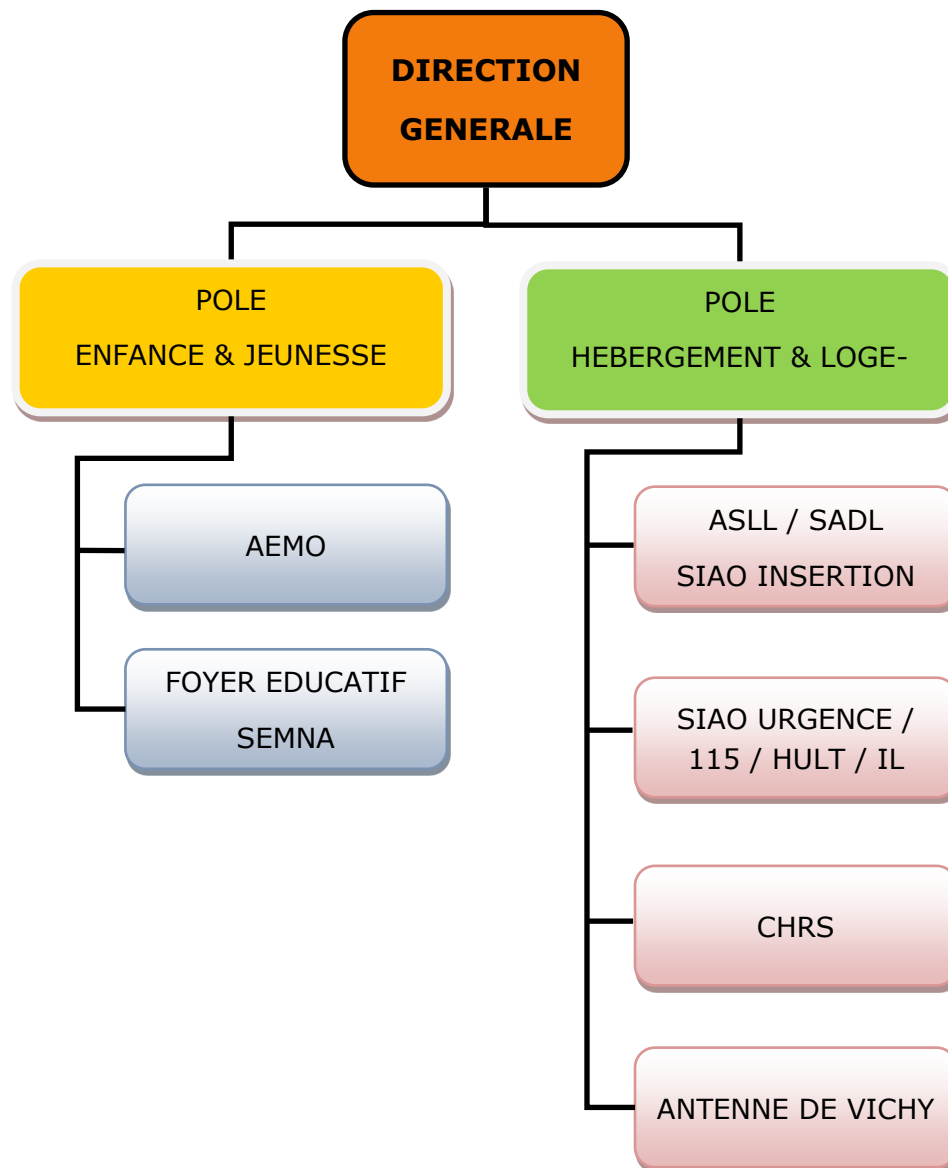 DIRECTION
GENERALE
POLE
ENFANCE & JEUNESSE
POLE
HEBERGEMENT & LOGE-
AEMO
FOYER EDUCATIF
SEMNA
ASLL / SADL
SIAO INSERTION
SIAO URGENCE /
115 / HULT / IL
CHRS
ANTENNE DE VICHY